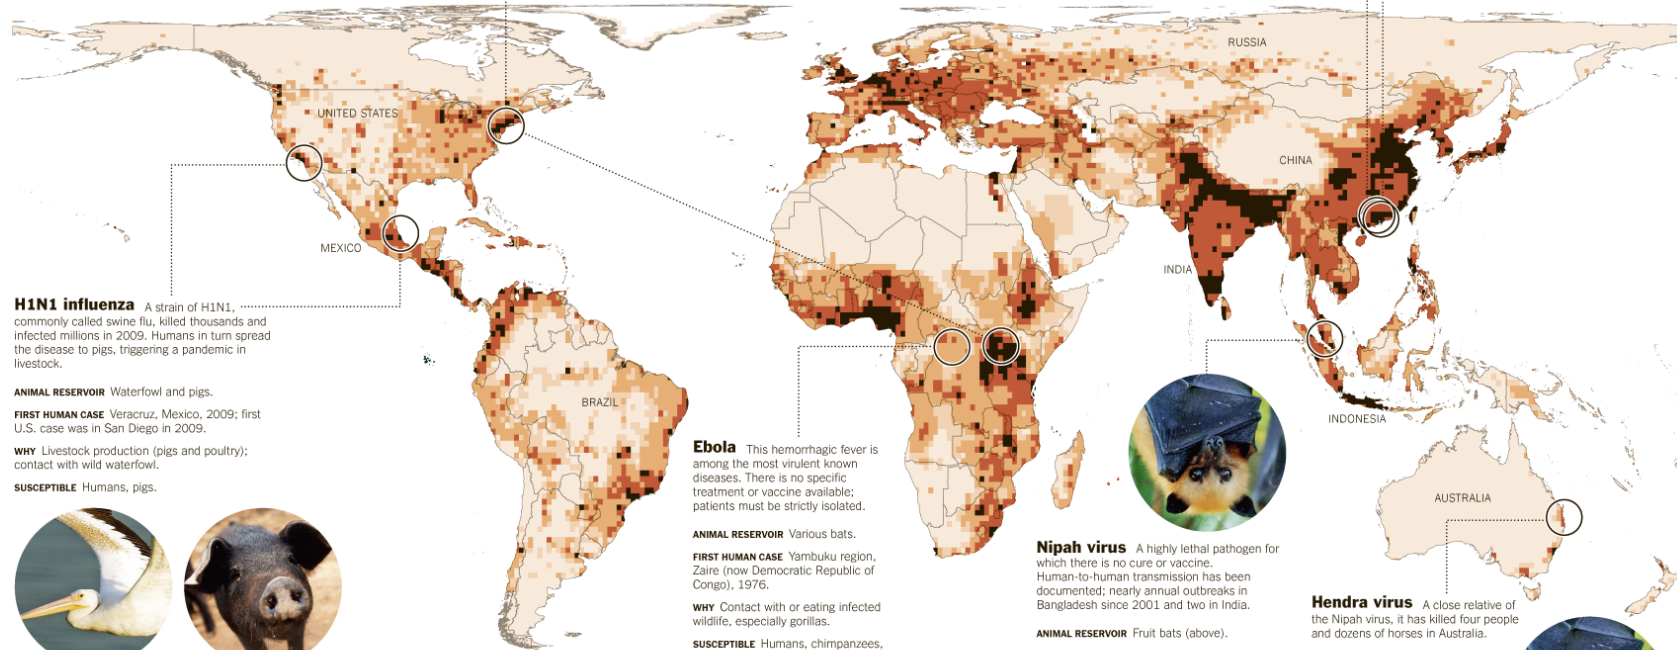 RUSSIA
UNITED STATES
CHINA
MEXICO
INDIA
BRAZIL
INDONESIA
AUSTRALIA
H1N1 influenza A strain of H1N1,
commonly called swine flu, killed thousands and
infected millions in 2009. Humans in turn spread
the disease to pigs, triggering a pandemic in
livestock.
ANIMAL RESERVOIR Waterfowl and pigs.
FIRST HUMAN CASE Veracruz, Mexico, 2009; first
U.S. case was in San Diego in 2009.
WHY Livestock production (pigs and poultry);
contact with wild waterfowl.
SUSCEPTIBLE Humans, pigs.
Ebola This hemorrhagic fever is
among the most virulent known
diseases. There is no specific
treatment or vaccine available;
patients must be strictly isolated.
ANIMAL RESERVOIR Various bats.
FIRST HUMAN CASE Yambuku region,
Zaire (now Democratic Republic of
Congo), 1976.
WHY Contact with or eating infected
wildlife, especially gorillas.
SUSCEPTIBLE Humans, chimpanzees,
Nipah virus A highly lethal pathogen for
which there is no cure or vaccine.
Human-to-human transmission has been
documented; nearly annual outbreaks in
Bangladesh since 2001 and two in India.
ANIMAL RESERVOIR Fruit bats (above).
Hendra virus A close relative of
the Nipah virus, it has killed four people
and dozens of horses in Australia.